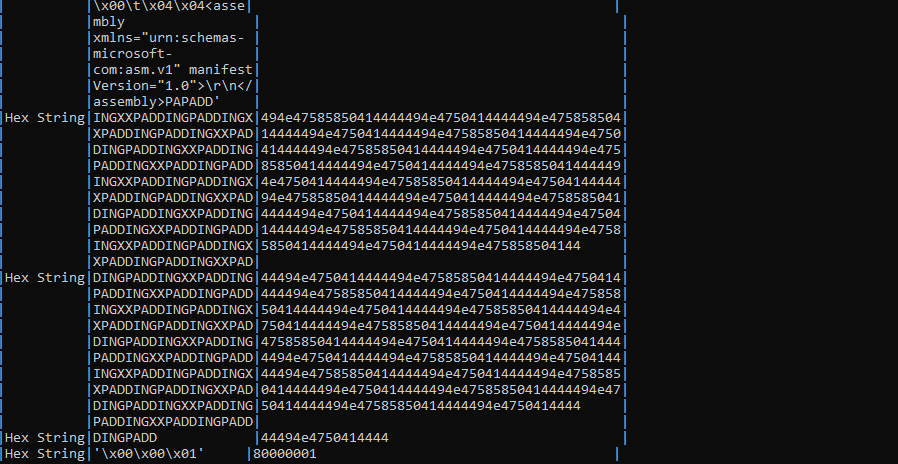 |\x00\t\x04\x04<asse|
|mbly|
|xmlns="urn:schemas-|
|microsoft-|
|com:asm.v1" manifest|
|Version="1.0">\r\n</|
|assembly>PAPADD'|
|Hex String|INGXXPADDINGPADDINGX|494e4758585850414444494e4750414444494e475858504|
|XPADDINGPADDINGXXPAD|14444494e4750414444494e47585850414444494e4750|
|DINGPADDINGXXPADDING|414444494e47585850414444494e4750414444494e475|
|PADDINGXXPADDINGPADD|85850414444494e4750414444494e4758585041444449|
|INGXXPADDINGPADDINGX|4e4750414444494e47585850414444494e47504144444|
|XPADDINGPADDINGXXPAD|94e47585850414444494e4750414444494e4758585041|
|DINGPADDINGXXPADDING|4444494e4750414444494e47585850414444494e47504|
|PADDINGXXPADDINGPADD|14444494e47585850414444494e4750414444494e4758|
|INGXXPADDINGPADDINGX|5850414444494e4750414444494e475858504144|
|XPADDINGPADDINGXXPAD|
|Hex String|DINGPADDINGXXPADDING|44494e4750414444494e47585850414444494e4750414|
|PADDINGXXPADDINGPADD|444494e47585850414444494e4750414444494e475858|
|INGXXPADDINGPADDINGX|50414444494e4750414444494e47585850414444494e4|
|XPADDINGPADDINGXXPAD|750414444494e47585850414444494e4750414444494e|
|DINGPADDINGXXPADDING|47585850414444494e4750414444494e4758585041444|
|PADDINGXXPADDINGPADD|4494e4750414444494e47585850414444494e47504144|
|INGXXPADDINGPADDINGX|44494e47585850414444494e4750414444494e4758585|
|XPADDINGPADDINGXXPAD|0414444494e4750414444494e47585850414444494e47|
|DINGPADDINGXXPADDING|50414444494e47585850414444494e4750414444|
|PADDINGXXPADDINGPADD|
|Hex String|DINGPADD|44494e4750414444|
|Hex String|'\x00\x00\x01'|80000001|